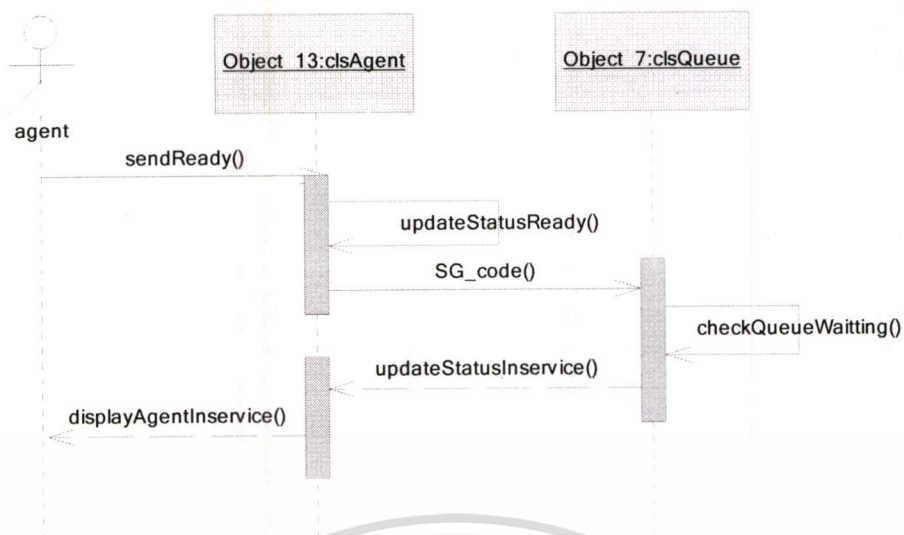 Object 13:clsAgent
Object 7:clsQueue
agent
sendReady()
updateStatusReady()
SG_code()
checkQueueWaitting()
updateStatusInservice()
displayAgentInservice()